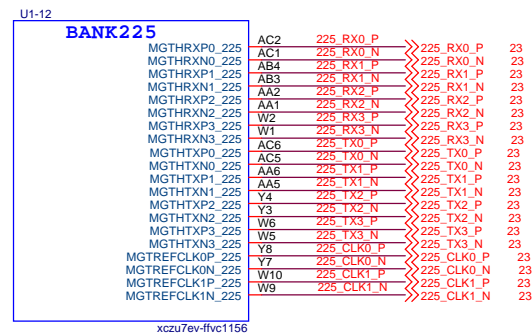 U1-12
BANK225
MGTHRXP0_225 AC2 225_RX0_P 225_RX0_P 23
MGTHRXN0_225 AC1 225_RX0_N 225_RX0_N 23
MGTHRXP1_225 AB4 225_RX1_P 225_RX1_P 23
MGTHRXN1_225 AB3 225_RX1_N 225_RX1_N 23
MGTHRXP2_225 AA2 225_RX2_P 225_RX2_P 23
MGTHRXN2_225 AA1 225_RX2_N 225_RX2_N 23
MGTHRXP3_225 W2 225_RX3_P 225_RX3_P 23
MGTHRXN3_225 W1 225_RX3_N 225_RX3_N 23
MGTHTXP0_225 AC6 225_TX0_P 225_TX0_P 23
MGTHTXN0_225 AC5 225_TX0_N 225_TX0_N 23
MGTHTXP1_225 AA6 225_TX1_P 225_TX1_P 23
MGTHTXN1_225 AA5 225_TX1_N 225_TX1_N 23
MGTHTXP2_225 Y4 225_TX2_P 225_TX2_P 23
MGTHTXN2_225 Y3 225_TX2_N 225_TX2_N 23
MGTHTXP3_225 W6 225_TX3_P 225_TX3_P 23
MGTHTXN3_225 W5 225_TX3_N 225_TX3_N 23
MGTREFCLK0P_225 Y8 225_CLK0_P 225_CLK0_P 23
MGTREFCLK0N_225 Y7 225_CLK0_N 225_CLK0_N 23
MGTREFCLK1P_225 W10 225_CLK1_P 225_CLK1_P 23
MGTREFCLK1N_225 W9 225_CLK1_N 225_CLK1_N 23
xczu7ev-ffvc1156